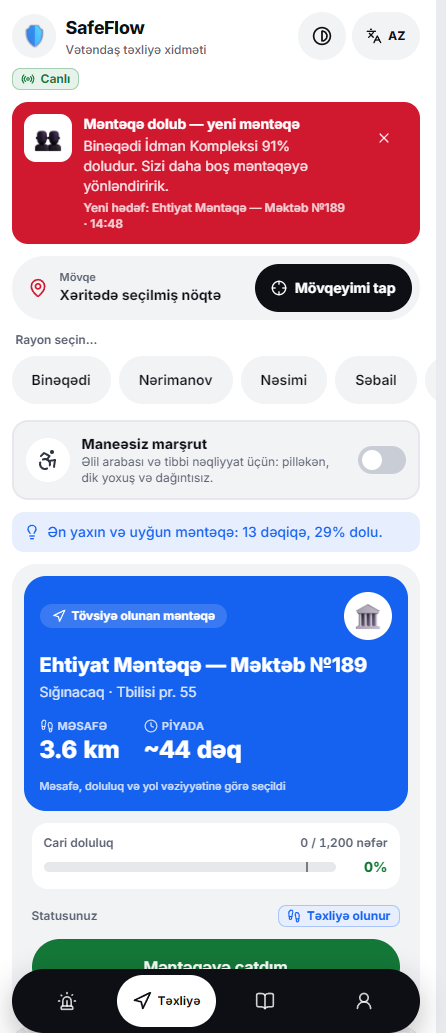 SafeFlow
Vətəndaş təxliyə xidməti
AZ
Canlı
Məntəqə dolub — yeni məntəqə
Binəqədi İdman Kompleksi 91%
doludur. Sizi daha boş məntəqəyə
yönləndiririk.
Yeni hədəf: Ehtiyat Məntəqə — Məktəb №189
· 14:48
Mövqe
Xəritədə seçilmiş nöqtə
Mövqeyimi tap
Rayon seçin...
Binəqədi
Nərimanov
Nəsimi
Səbail
Maneəsiz marşrut
Əlil arabası və tibbi nəqliyyat üçün: pilləkən,
dik yoxuş və dağıntısız.
Ən yaxın və uyğun məntəqə: 13 dəqiqə, 29% dolu.
Tövsiyə olunan məntəqə
Ehtiyat Məntəqə — Məktəb №189
Sığınacaq · Tbilisi pr. 55
MƏSAFƏ
PİYADA
3.6 km
~44 dəq
Məsafə, doluluq və yol vəziyyətinə görə seçildi
Cari doluluq
0 / 1,200 nəfər
0%
Statusunuz
Təxliyə olunur
Məntəqəyə çatdım
Təxliyə